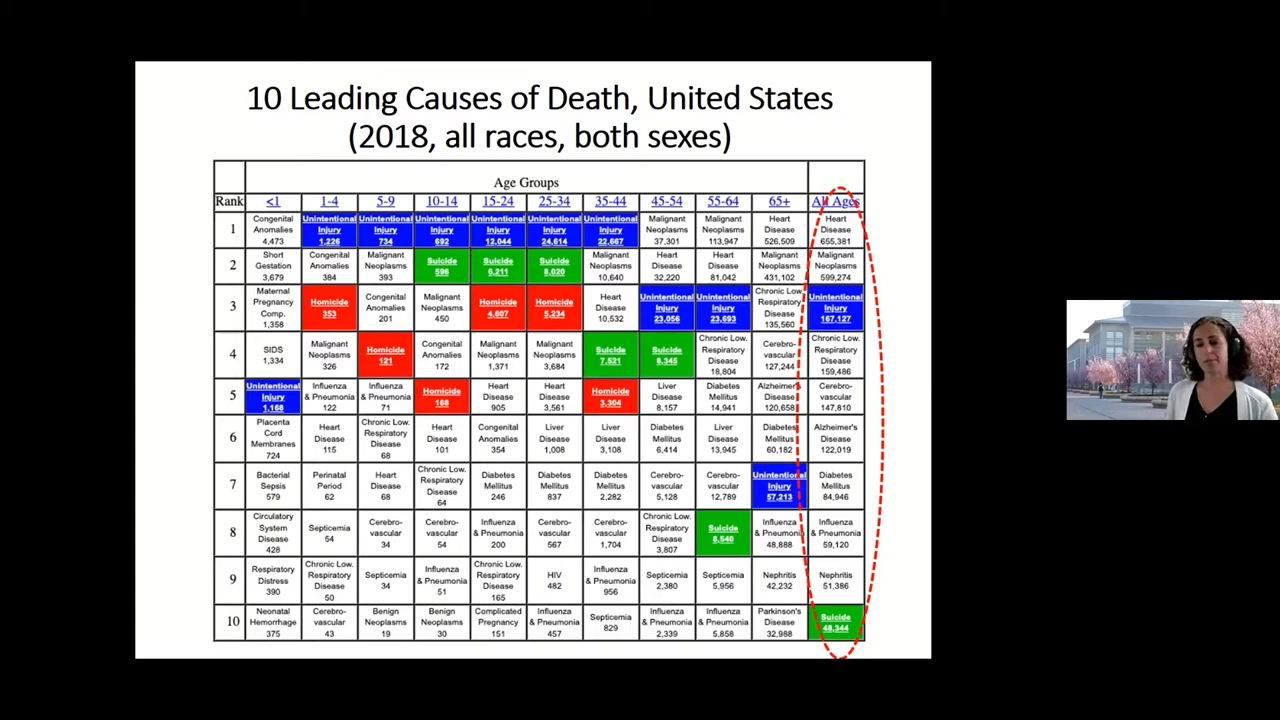 10 Leading Causes of Death, United States
(2018, all races, both sexes)
Age Groups
Rank <1 1-4 5-9 10-14 15-24 25-34 35-44 45-54 55-64 65+ All Ages
1 Congenital Anomalies 4,473 Unintentional Injury 1,226 Unintentional Injury 734 Unintentional Injury 692 Unintentional Injury 12,044 Unintentional Injury 24,614 Unintentional Injury 22,667 Malignant Neoplasms 37,301 Malignant Neoplasms 113,947 Heart Disease 526,509 Heart Disease 655,381
2 Short Gestation 3,679 Congenital Anomalies 384 Malignant Neoplasms 393 Suicide 596 Suicide 6,211 Suicide 8,020 Malignant Neoplasms 10,640 Heart Disease 32,220 Heart Disease 81,042 Malignant Neoplasms 431,102 Malignant Neoplasms 599,274
3 Maternal Pregnancy Comp. 1,358 Homicide 353 Congenital Anomalies 201 Malignant Neoplasms 450 Homicide 4,607 Homicide 5,234 Heart Disease 10,532 Unintentional Injury 23,056 Unintentional Injury 23,693 Chronic Low. Respiratory Disease 135,560 Unintentional Injury 167,127
4 SIDS 1,334 Malignant Neoplasms 326 Homicide 121 Congenital Anomalies 172 Malignant Neoplasms 1,371 Malignant Neoplasms 3,684 Suicide 7,521 Suicide 8,345 Chronic Low. Respiratory Disease 18,804 Cerebro- vascular 127,244 Chronic Low. Respiratory Disease 159,486
5 Unintentional Injury 1,168 Influenza & Pneumonia 122 Influenza & Pneumonia 71 Homicide 168 Heart Disease 905 Heart Disease 3,561 Homicide 3,304 Liver Disease 8,157 Diabetes Mellitus 14,941 Alzheimer's Disease 120,658 Cerebro- vascular 147,810
6 Placenta Cord Membranes 724 Heart Disease 115 Chronic Low. Respiratory Disease 68 Heart Disease 101 Congenital Anomalies 354 Liver Disease 1,008 Liver Disease 3,108 Diabetes Mellitus 6,414 Liver Disease 13,945 Diabetes Mellitus 60,182 Alzheimer's Disease 122,019
7 Bacterial Sepsis 579 Perinatal Period 62 Heart Disease 68 Chronic Low. Respiratory Disease 64 Diabetes Mellitus 246 Diabetes Mellitus 837 Diabetes Mellitus 2,282 Cerebro- vascular 5,128 Cerebro- vascular 12,789 Unintentional Injury 57,213 Diabetes Mellitus 84,946
8 Circulatory System Disease 428 Septicemia 54 Cerebro- vascular 34 Cerebro- vascular 54 Influenza & Pneumonia 200 Cerebro- vascular 567 Cerebro- vascular 1,704 Chronic Low. Respiratory Disease 3,807 Suicide 8,540 Influenza & Pneumonia 48,888 Influenza & Pneumonia 59,120
9 Respiratory Distress 390 Chronic Low. Respiratory Disease 50 Septicemia 34 Influenza & Pneumonia 51 Chronic Low. Respiratory Disease 165 HIV 482 Influenza & Pneumonia 956 Septicemia 2,380 Septicemia 5,956 Nephritis 42,232 Nephritis 51,386
10 Neonatal Hemorrhage 375 Cerebro- vascular 43 Benign Neoplasms 19 Benign Neoplasms 30 Complicated Pregnancy 151 Influenza & Pneumonia 457 Septicemia 829 Influenza & Pneumonia 2,339 Influenza & Pneumonia 5,858 Parkinson's Disease 32,988 Suicide 48,344